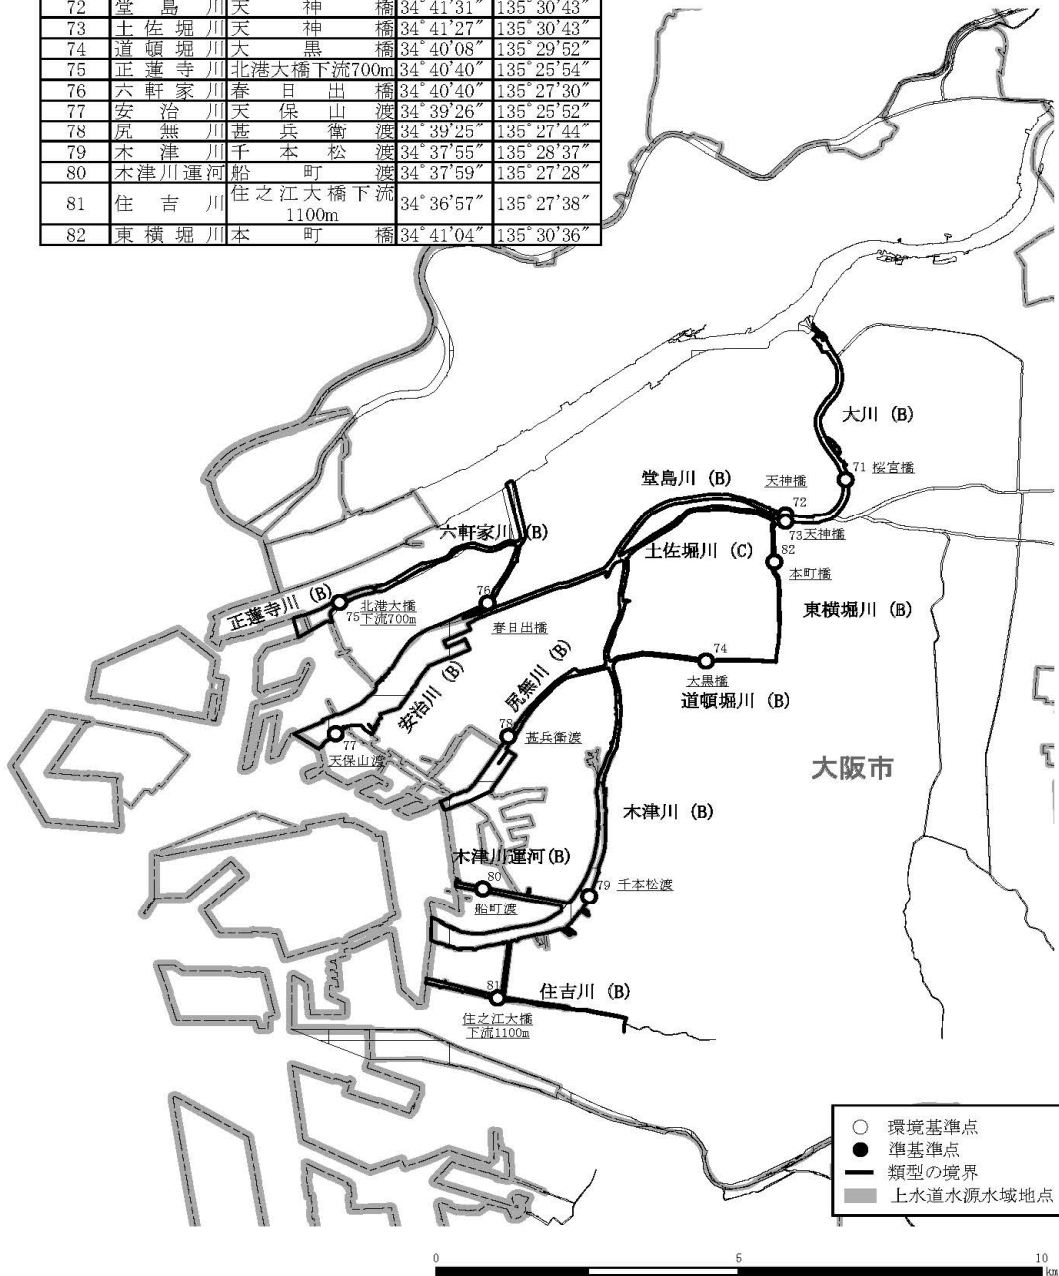 72 堂島川 天神橋 34°41'31" 135°30'43"
73 土佐堀川 天神橋 34°41'27" 135°30'43"
74 道頓堀川 大黒橋 34°40'08" 135°29'52"
75 正蓮寺川 北港大橋下流700m 34°40'40" 135°25'54"
76 六軒家川 春日出橋 34°40'40" 135°27'30"
77 安治川 天保山渡 34°39'26" 135°25'52"
78 尻無川 甚兵衛渡 34°39'25" 135°27'44"
79 木津川 千本松渡 34°37'55" 135°28'37"
80 木津川運河 船町渡 34°37'59" 135°27'28"
81 住吉川 住之江大橋下流 34°36'57" 135°27'38"
1100m
82 東横堀川 本町橋 34°41'04" 135°30'36"
大川 (B)
71 桜宮橋
堂島川 (B)
天神橋
72
73天神橋
六軒家川 (B)
土佐堀川 (C)
82
本町橋
正蓮寺川 (B)
75
北港大橋
下流700m
76
春日出橋
東横堀川 (B)
74
大黒橋
道頓堀川 (B)
安治川 (B)
尻無川 (B)
77
天保山渡
78
甚兵衛渡
大阪市
木津川 (B)
木津川運河(B)
80
船町渡
79 千本松渡
81
住吉川 (B)
住之江大橋
下流1100m
環境基準点
準基準点
類型の境界
上水道水源水域地点
0 5 10
km